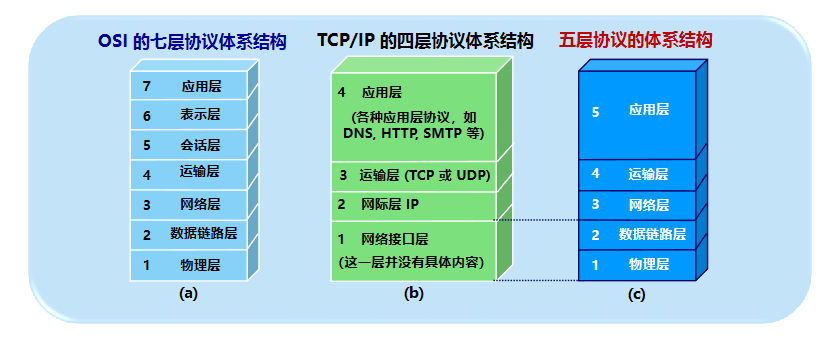 OSI 的七层协议体系结构
7 应用层
6 表示层
5 会话层
4 运输层
3 网络层
2 数据链路层
1 物理层
(a)
TCP/IP 的四层协议体系结构
4 应用层
(各种应用层协议，如
DNS, HTTP, SMTP 等)
3 运输层 (TCP 或 UDP)
2 网际层 IP
1 网络接口层
(这一层并没有具体内容)
(b)
五层协议的体系结构
5 应用层
4 运输层
3 网络层
2 数据链路层
1 物理层
(c)